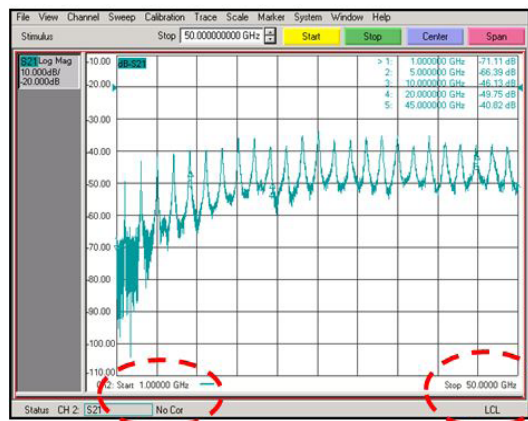 File View Channel Sweep Calibration Trace Scale Marker System Window Help
Stimulus Stop 50.000000000 GHz Start Stop Center Span
S21 Log Mag
10.000dB/
-20.000dB
-10.00 dB-S21
-20.00
-30.00
-40.00
-50.00
-60.00
-70.00
-80.00
-90.00
-100.00
-110.00
> 1: 1.000000 GHz -71.11 dB
2: 5.000000 GHz -66.39 dB
3: 10.000000 GHz -46.13 dB
4: 20.000000 GHz -49.75 dB
5: 45.000000 GHz -40.82 dB
Ch2: Start 1.00000 GHz Stop 50.0000 GHz
Status CH 2: S21 No Cor LCL